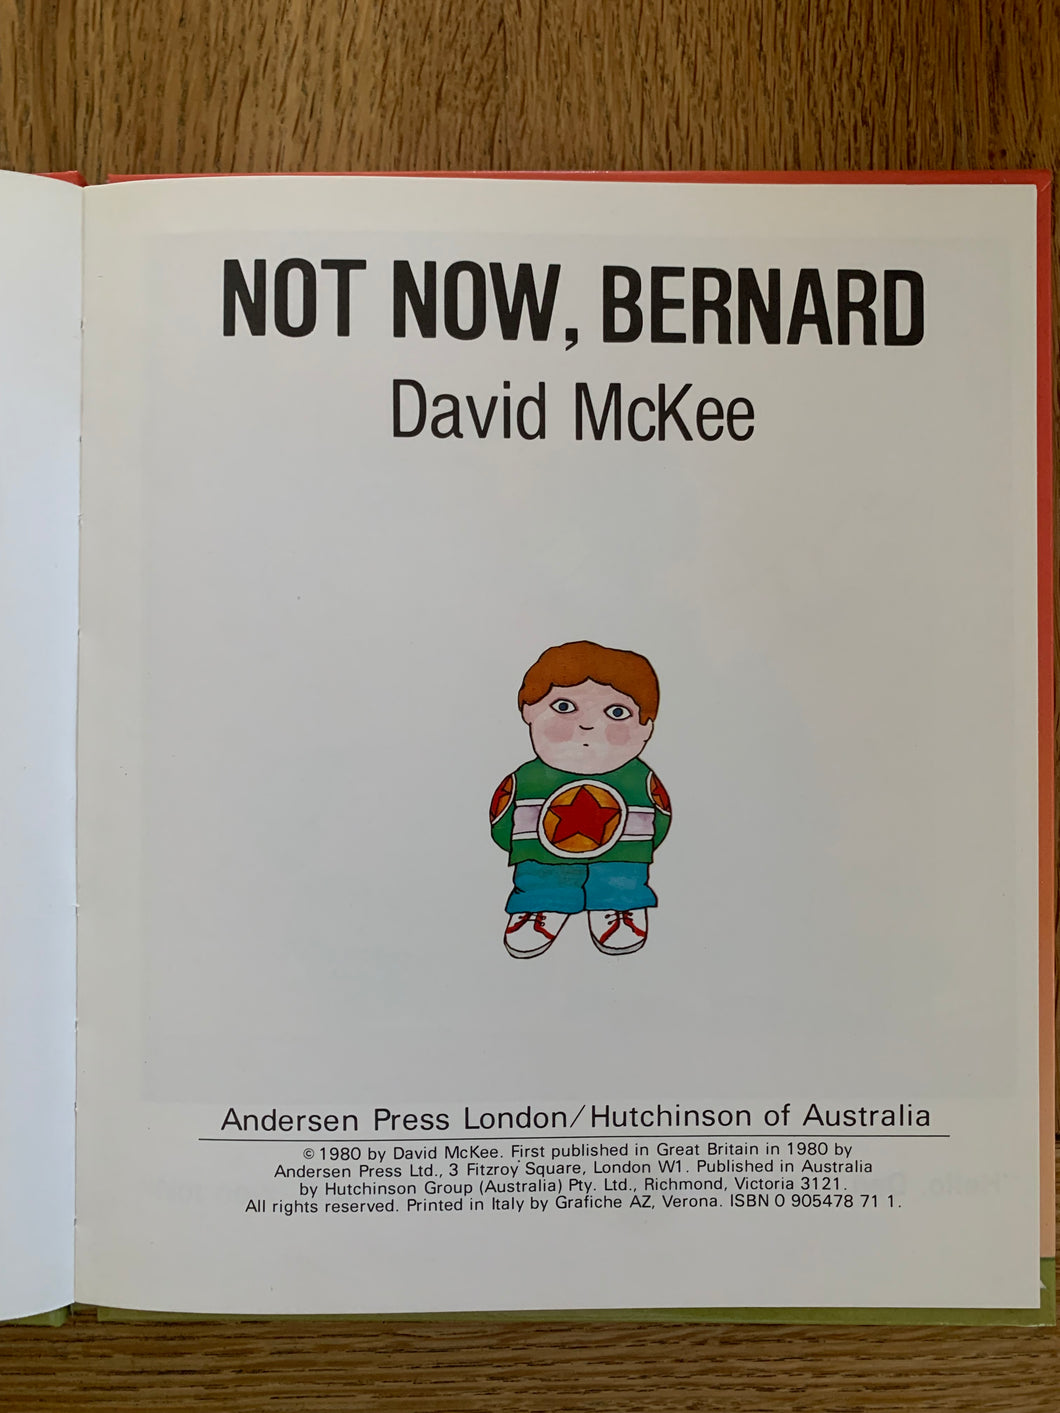 NOT NOW, BERNARD
David McKee
Andersen Press London/Hutchinson of Australia
© 1980 by David McKee. First published in Great Britain in 1980 by
Andersen Press Ltd., 3 Fitzroy Square, London W1. Published in Australia
by Hutchinson Group (Australia) Pty. Ltd., Richmond, Victoria 3121.
All rights reserved. Printed in Italy by Grafiche AZ, Verona. ISBN 0 905478 71 1.